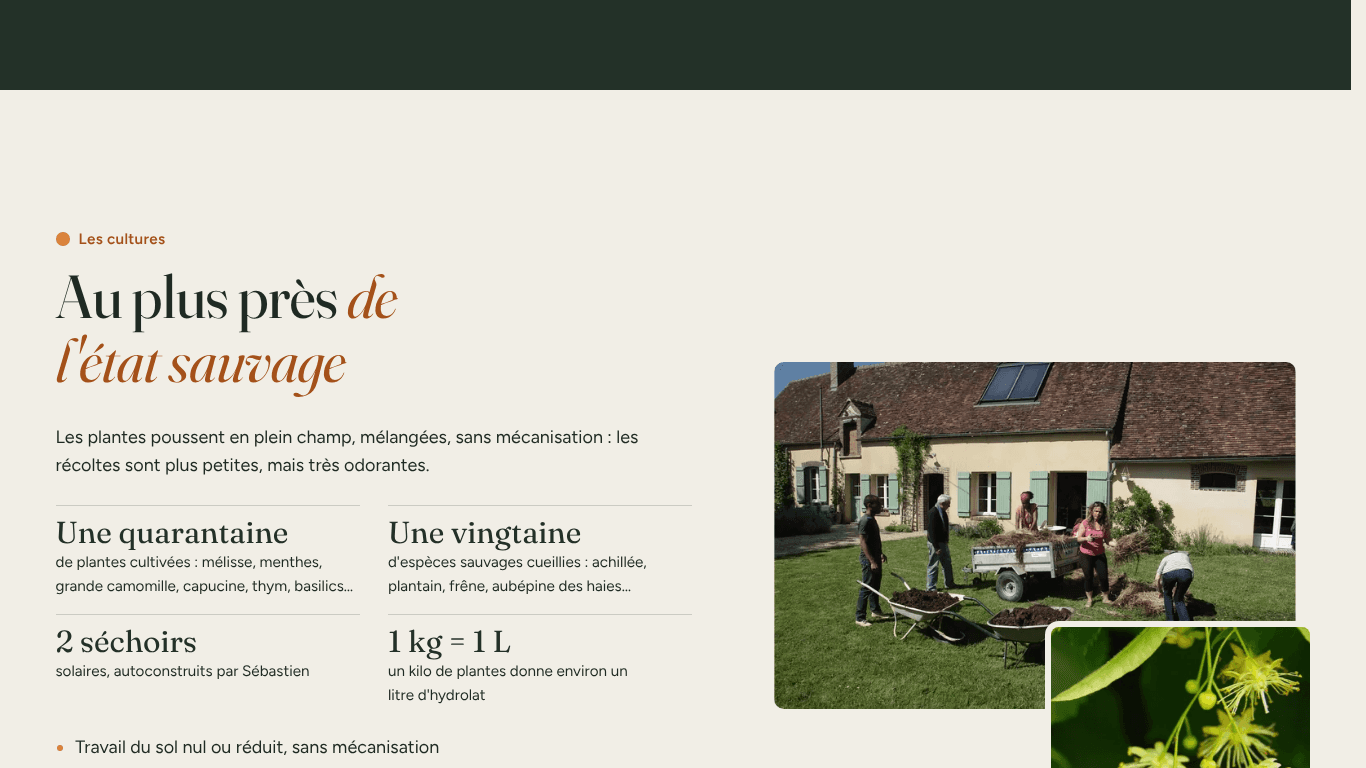 Les cultures
Au plus près de
l'état sauvage
Les plantes poussent en plein champ, mélangées, sans mécanisation : les
récoltes sont plus petites, mais très odorantes.
Une quarantaine
de plantes cultivées : mélisse, menthes,
grande camomille, capucine, thym, basilics...
Une vingtaine
d'espèces sauvages cueillies : achillée,
plantain, frêne, aubépine des haies...
2 séchoirs
solaires, autoconstruits par Sébastien
1 kg = 1 L
un kilo de plantes donne environ un
litre d'hydrolat
Travail du sol nul ou réduit, sans mécanisation